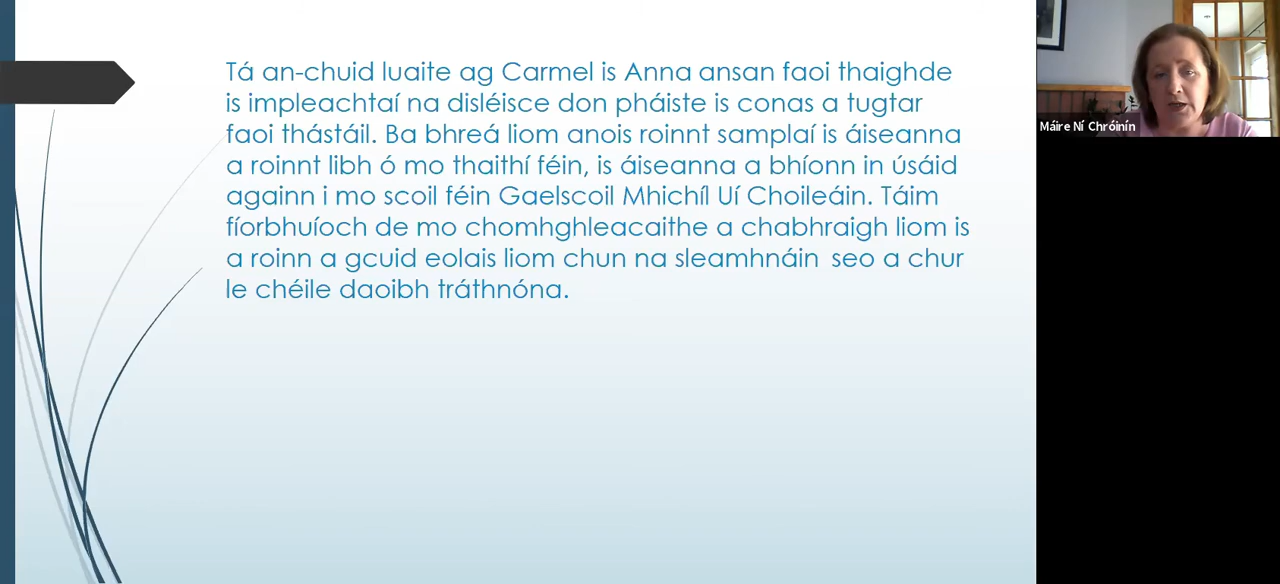 Tá an-chuid luaite ag Carmel is Anna ansan faoi thaighde
is impleachtaí na disléisce don pháiste is conas a tugtar
faoi thástáil. Ba bhreá liom anois roinnt samplaí is áiseanna
a roinnt libh ó mo thaithí féin, is áiseanna a bhíonn in úsáid
againn i mo scoil féin Gaelscoil Mhichíl Uí Choileáin. Táim
fíorbhuíoch de mo chomhghleacaithe a chabhraigh liom is
a roinn a gcuid eolais liom chun na sleamhnáin seo a chur
le chéile daoibh tráthnóna.
Máire Ní Chróinín